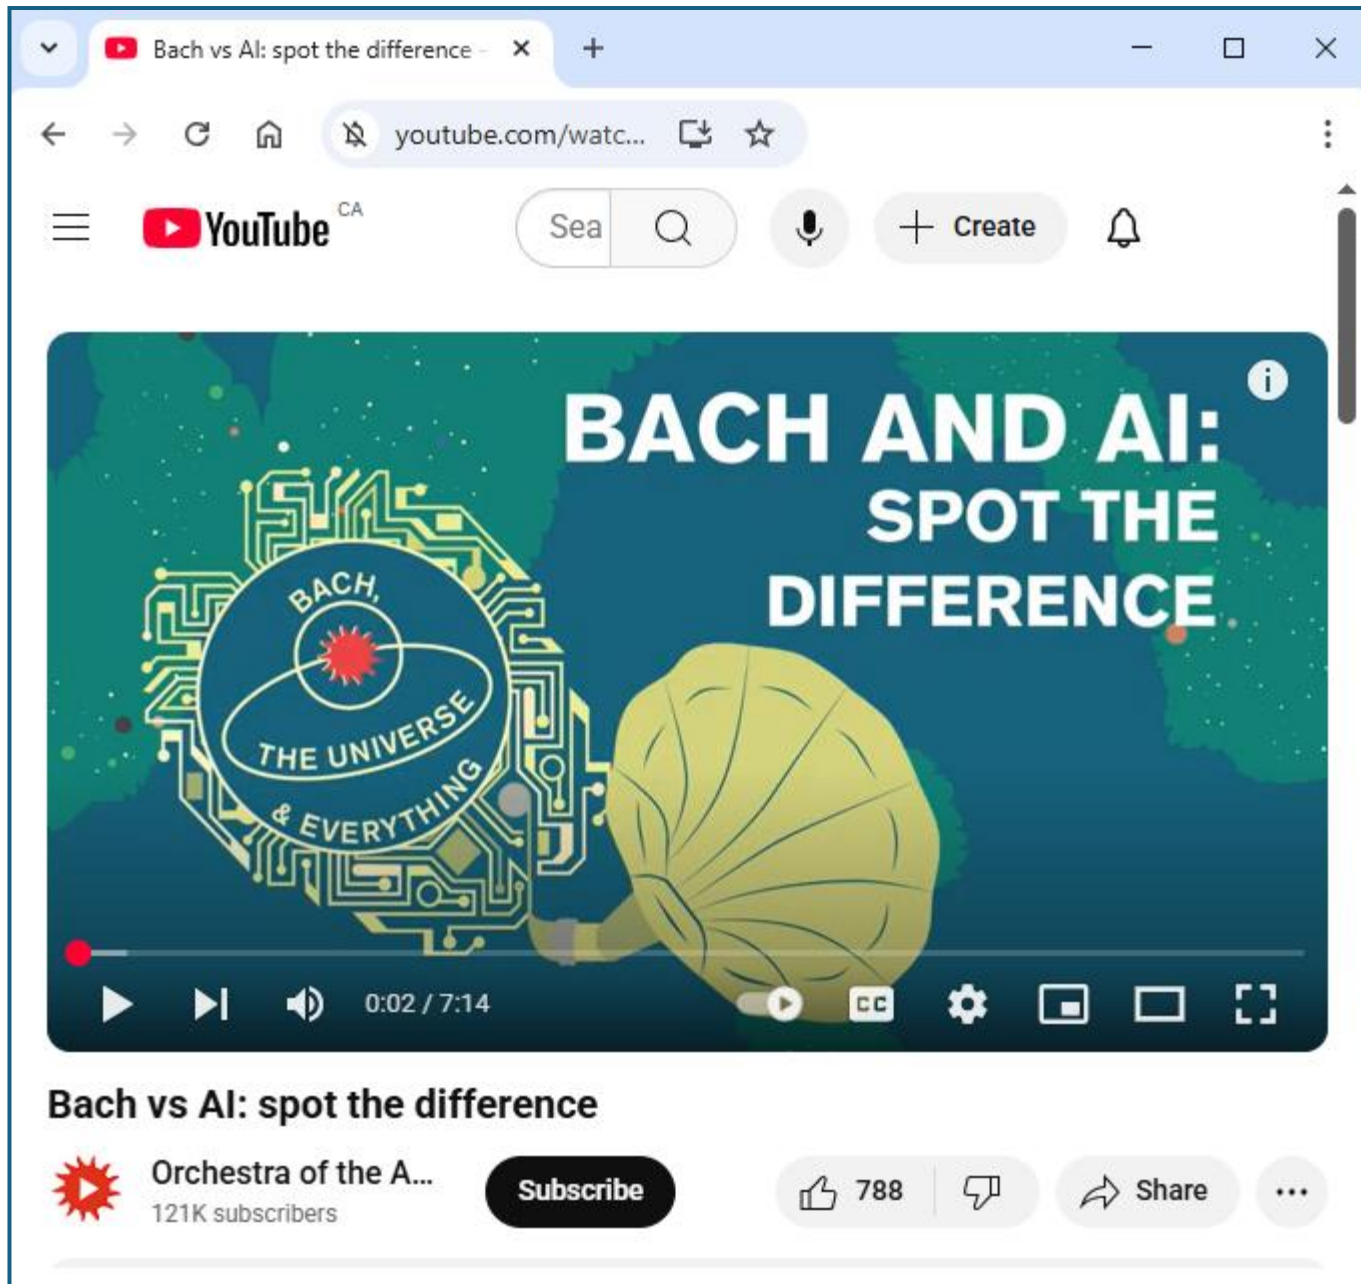 Bach vs AI: spot the difference -
youtube.com/watc...
YouTube CA
Sea
Create
BACH AND AI:
SPOT THE
DIFFERENCE
BACH,
THE UNIVERSE
& EVERYTHING
0:02 / 7:14
CC
Bach vs AI: spot the difference
Orchestra of the A...
121K subscribers
Subscribe
788
Share